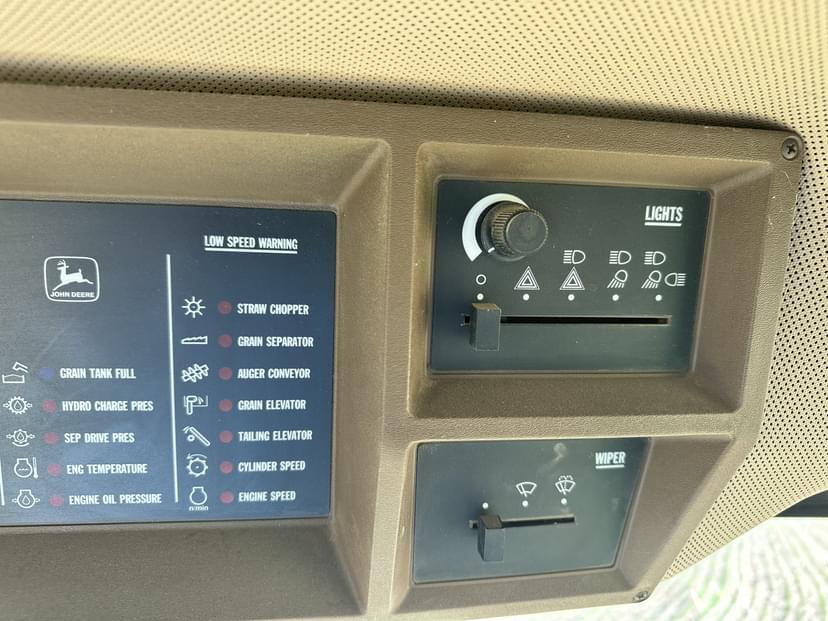 JOHN DEERE
GRAIN TANK FULL
HYDRO CHARGE PRES
SEP DRIVE PRES
ENG TEMPERATURE
ENGINE OIL PRESSURE
LOW SPEED WARNING
STRAW CHOPPER
GRAIN SEPARATOR
AUGER CONVEYOR
GRAIN ELEVATOR
TAILING ELEVATOR
CYLINDER SPEED
ENGINE SPEED
n/min
LIGHTS
WIPER